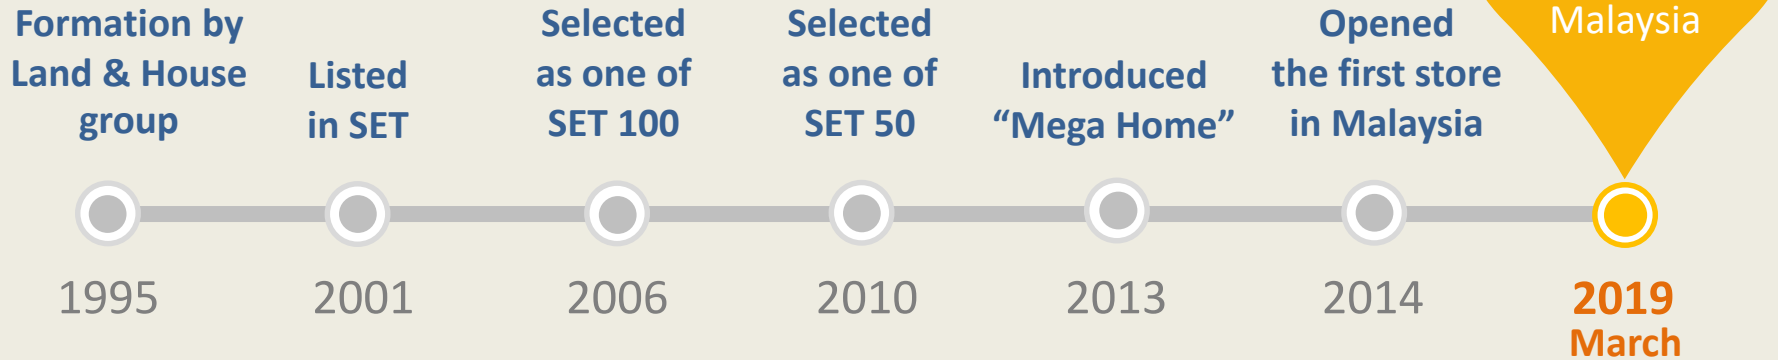 Formation by
Land & House
group
Listed
in SET
Selected
as one of
SET 100
Selected
as one of
SET 50
Introduced
“Mega Home”
Opened
the first store
in Malaysia
Malaysia
1995
2001
2006
2010
2013
2014
2019
March